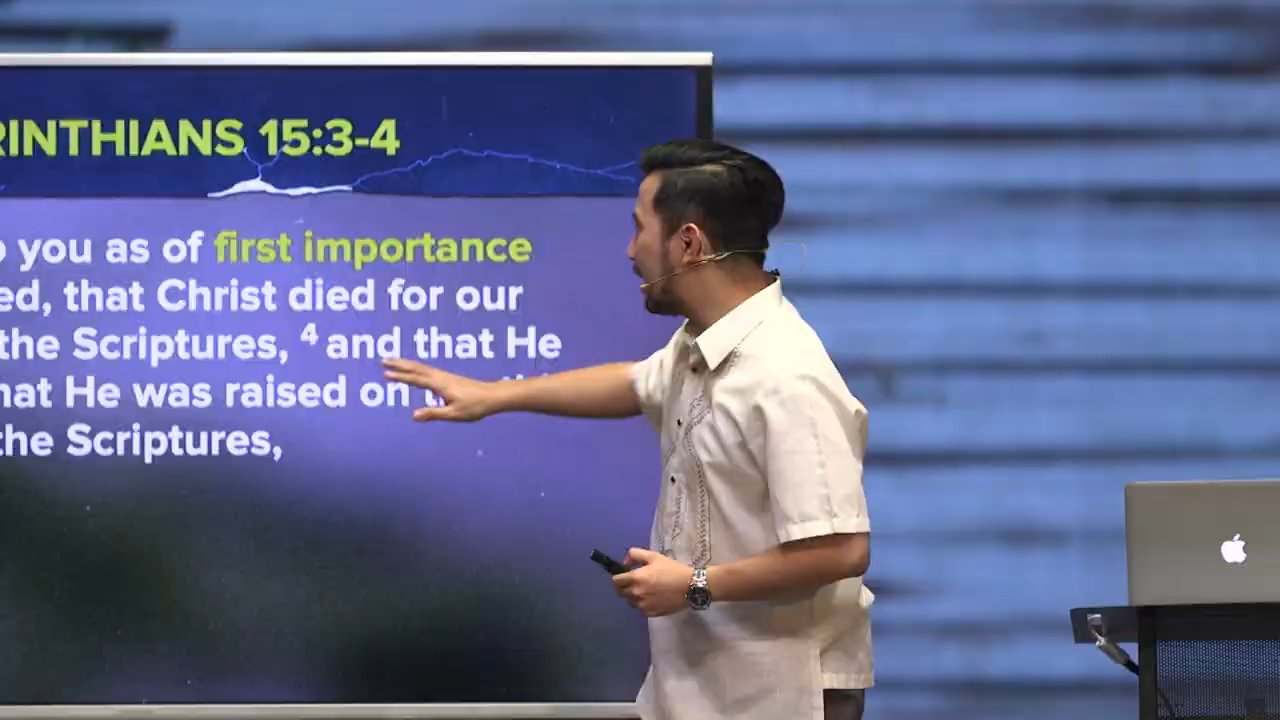 RINTHIANS 15:3-4
you as of first importance
ed, that Christ died for our
the Scriptures, 4 and that He
hat He was raised on
the Scriptures,